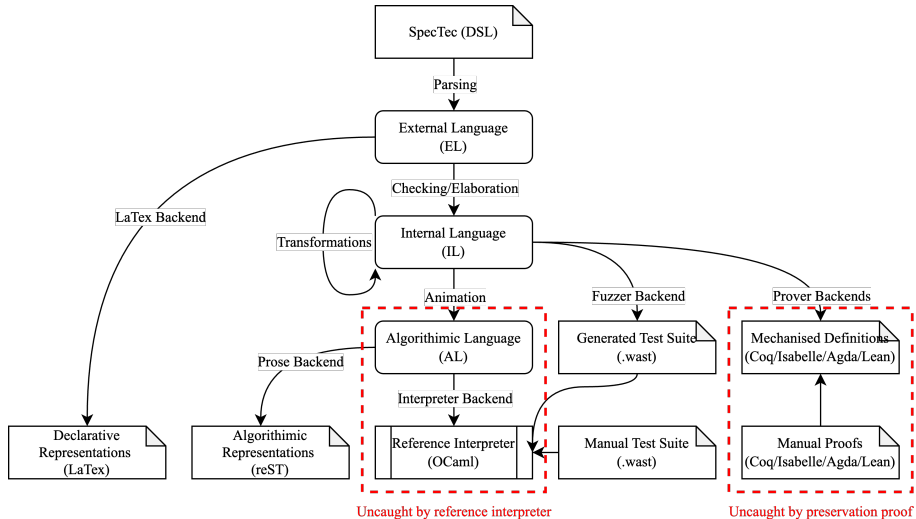 SpecTec (DSL)
Parsing
External Language
(EL)
Checking/Elaboration
LaTex Backend
Internal Language
(IL)
Transformations
Animation
Fuzzer Backend
Prover Backends
Algorithimic Language
(AL)
Generated Test Suite
(.wast)
Mechanised Definitions
(Coq/Isabelle/Agda/Lean)
Prose Backend
Interpreter Backend
Declarative
Representations
(LaTex)
Algorithimic
Representations
(reST)
Reference Interpreter
(OCaml)
Manual Test Suite
(.wast)
Manual Proofs
(Coq/Isabelle/Agda/Lean)
Uncaught by reference interpreter
Uncaught by preservation proof